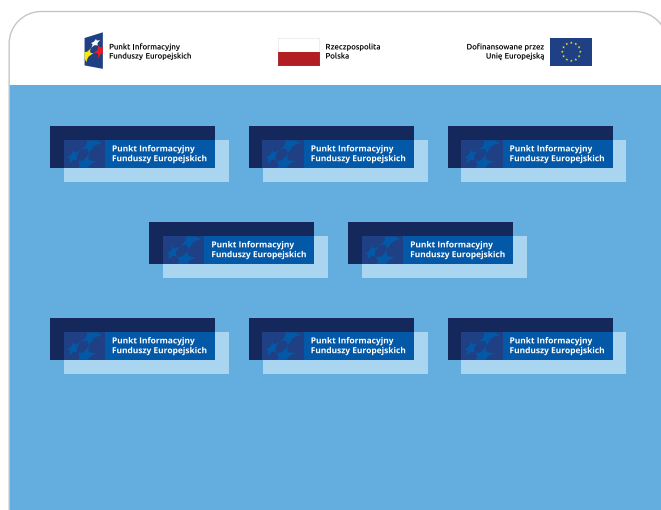 Punkt Informacyjny
Funduszy Europejskich
Rzeczpospolita
Polska
Dofinansowane przez
Unię Europejską
Punkt Informacyjny
Funduszy Europejskich
Punkt Informacyjny
Funduszy Europejskich
Punkt Informacyjny
Funduszy Europejskich
Punkt Informacyjny
Funduszy Europejskich
Punkt Informacyjny
Funduszy Europejskich
Punkt Informacyjny
Funduszy Europejskich
Punkt Informacyjny
Funduszy Europejskich
Punkt Informacyjny
Funduszy Europejskich